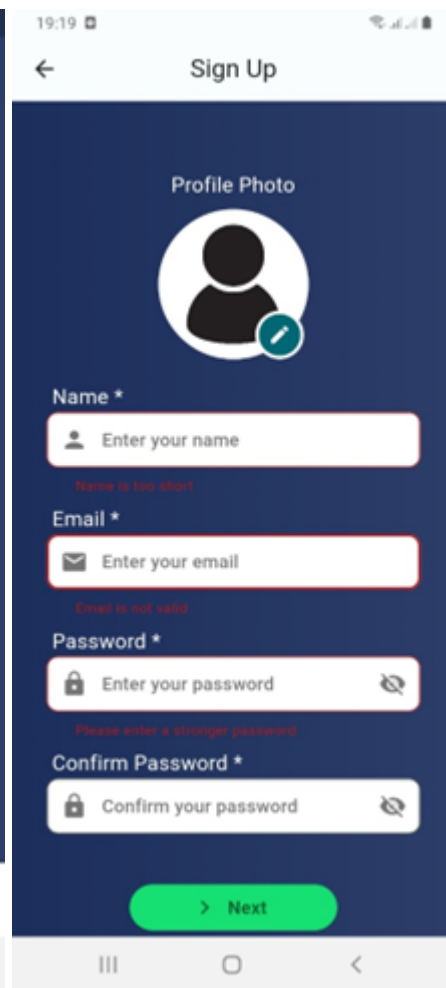 19:19
Sign Up
Profile Photo
Name *
Enter your name
Name is too short
Email *
Enter your email
Email is not valid
Password *
Enter your password
Please enter a stronger password
Confirm Password *
Confirm your password
Next